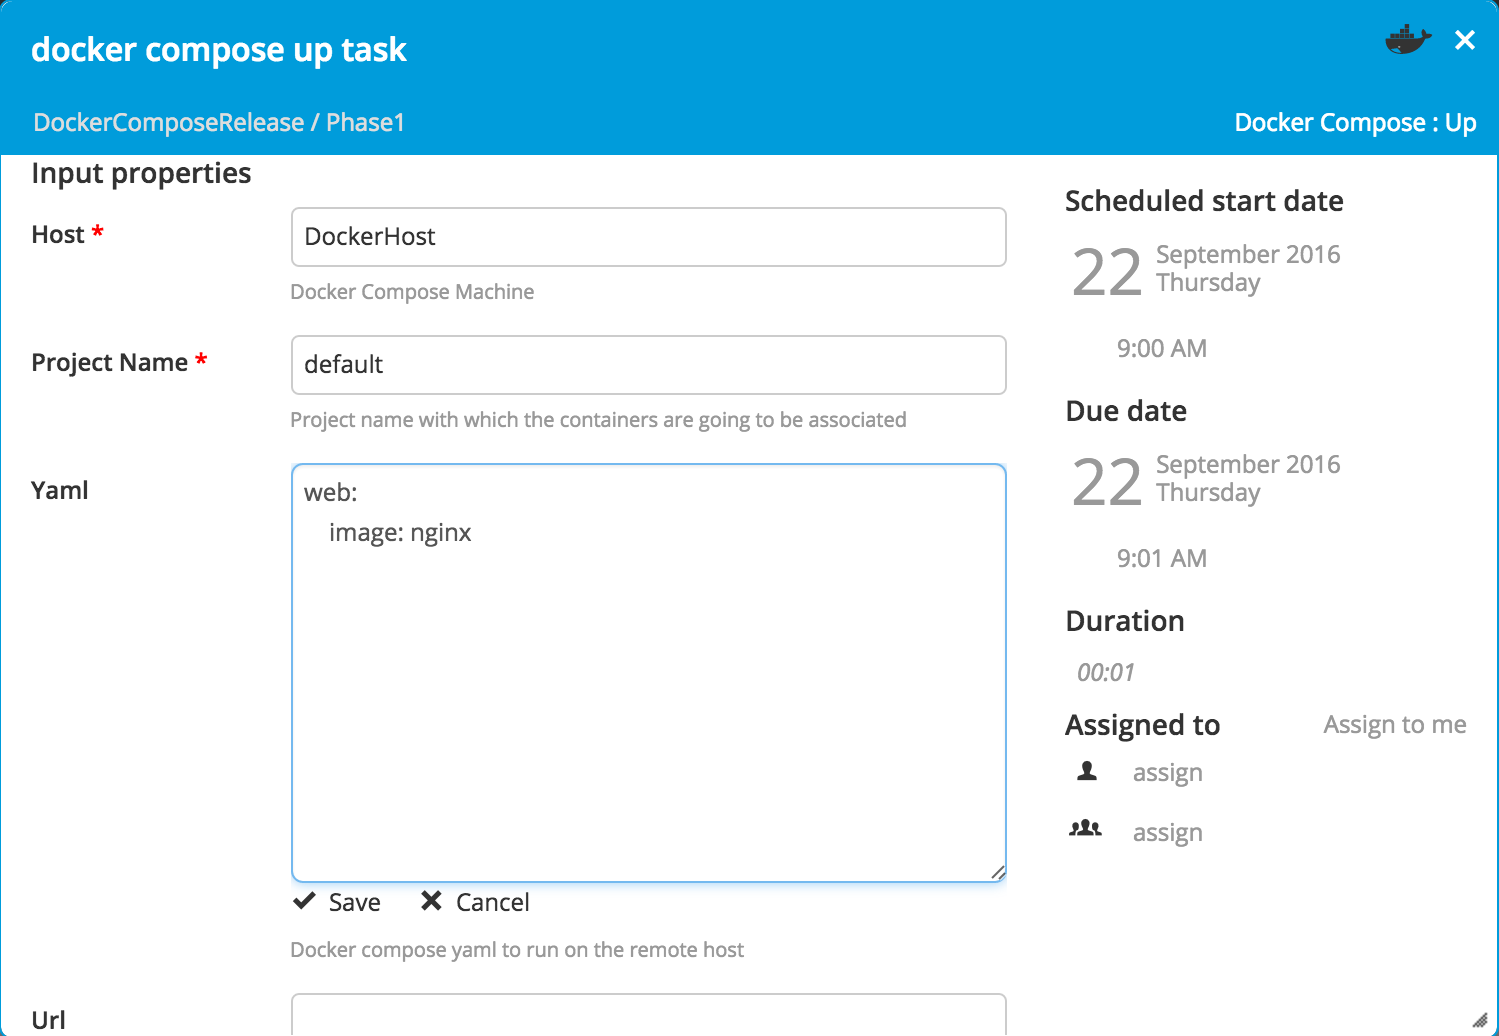 docker compose up task
DockerComposeRelease / Phase1
Docker Compose : Up
Input properties
Host *
DockerHost
Docker Compose Machine
Project Name *
default
Project name with which the containers are going to be associated
Yaml
web:
    image: nginx
Save
Cancel
Docker compose yaml to run on the remote host
Url
Scheduled start date
22
September 2016
Thursday
9:00 AM
Due date
22
September 2016
Thursday
9:01 AM
Duration
00:01
Assigned to
Assign to me
assign
assign